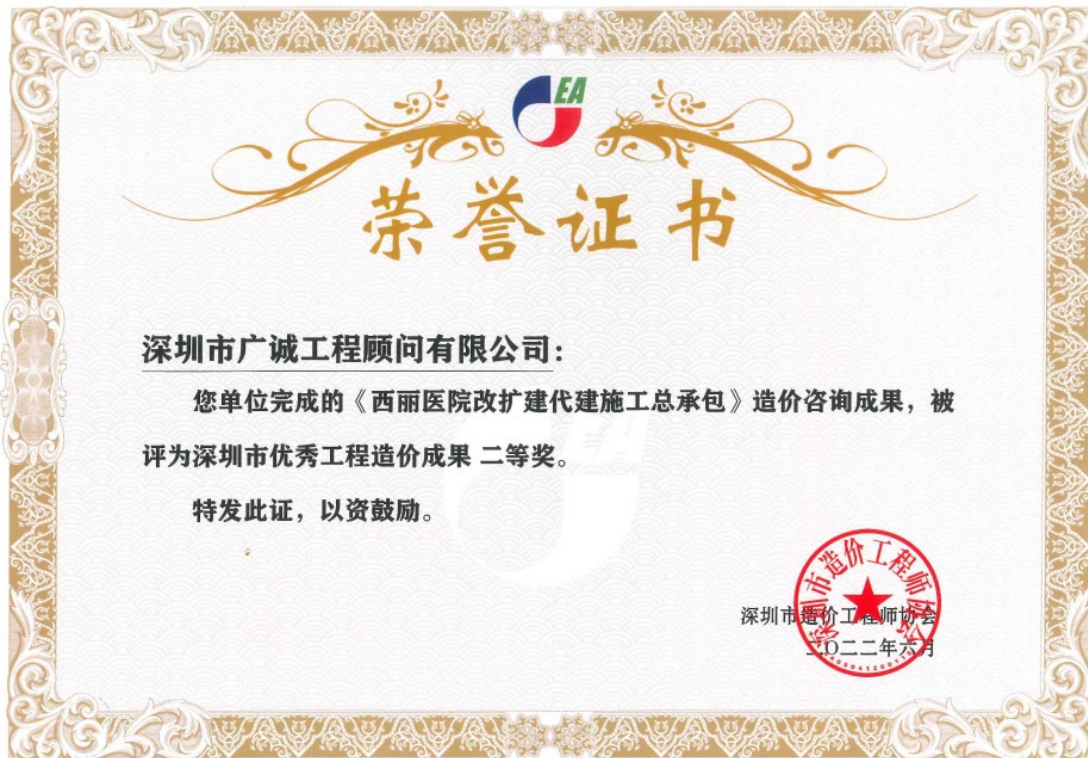 EA
荣誉证书
深圳市广诚工程顾问有限公司：
您单位完成的《西丽医院改扩建代建施工总承包》造价咨询成果，被
评为深圳市优秀工程造价成果 二等奖。
特发此证，以资鼓励。
深圳市造价工程师协会
二〇二二年六月
深圳市造价工程师协会